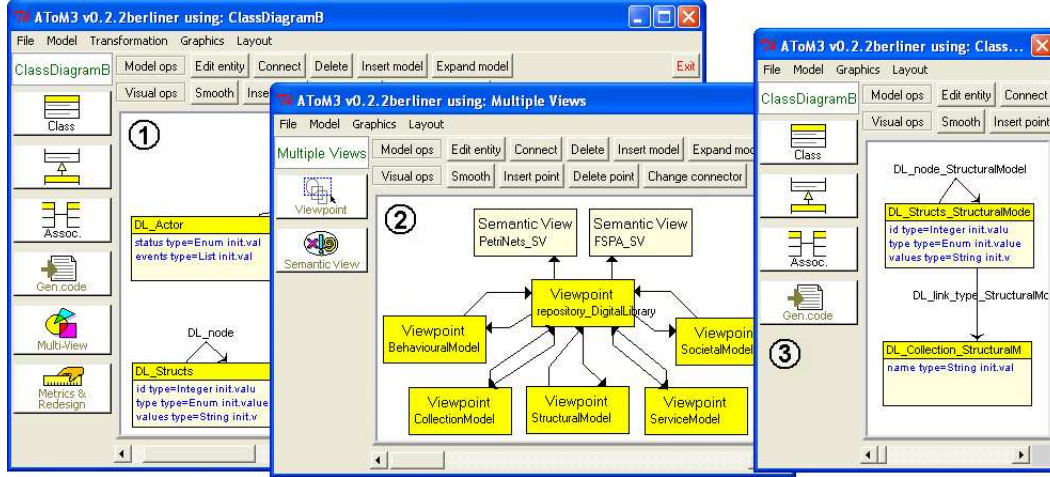 AToM3 v0.2.2berliner using: ClassDiagramB
File Model Transformation Graphics Layout
ClassDiagramB
Model ops Edit entity Connect Delete Insert model Expand model Exit
Visual ops Smooth Inse
Class
Assoc.
Gen.code
Multi-View
Metrics &
Redesign
1
DL_Actor
status type=Enum init.val
events type=List init.val
DL_node
DL_Structs
id type=Integer init.valu
type type=Enum init.value
values type=String init.v
AToM3 v0.2.2berliner using: Multiple Views
File Model Graphics Layout
Multiple Views
Model ops Edit entity Connect Delete Insert model Expand mod
Visual ops Smooth Insert point Delete point Change connector
Viewpoint
Semantic View
2
Semantic View
PetriNets_SV
Semantic View
FSPA_SV
Viewpoint
repository_DigitalLibrary
Viewpoint
BehaviouralModel
Viewpoint
SocietalModel
Viewpoint
CollectionModel
Viewpoint
StructuralModel
Viewpoint
ServiceModel
AToM3 v0.2.2berliner using: Class...
File Model Graphics Layout
ClassDiagramB
Model ops Edit entity Connect
Visual ops Smooth Insert point
Class
Assoc.
Gen.code
3
DL_node_StructuralModel
DL_Structs_StructuralMode
id type=Integer init.valu
type type=Enum init.value
values type=String init.v
DL_link_type_StructuralMo
DL_Collection_StructuralM
name type=String init.val